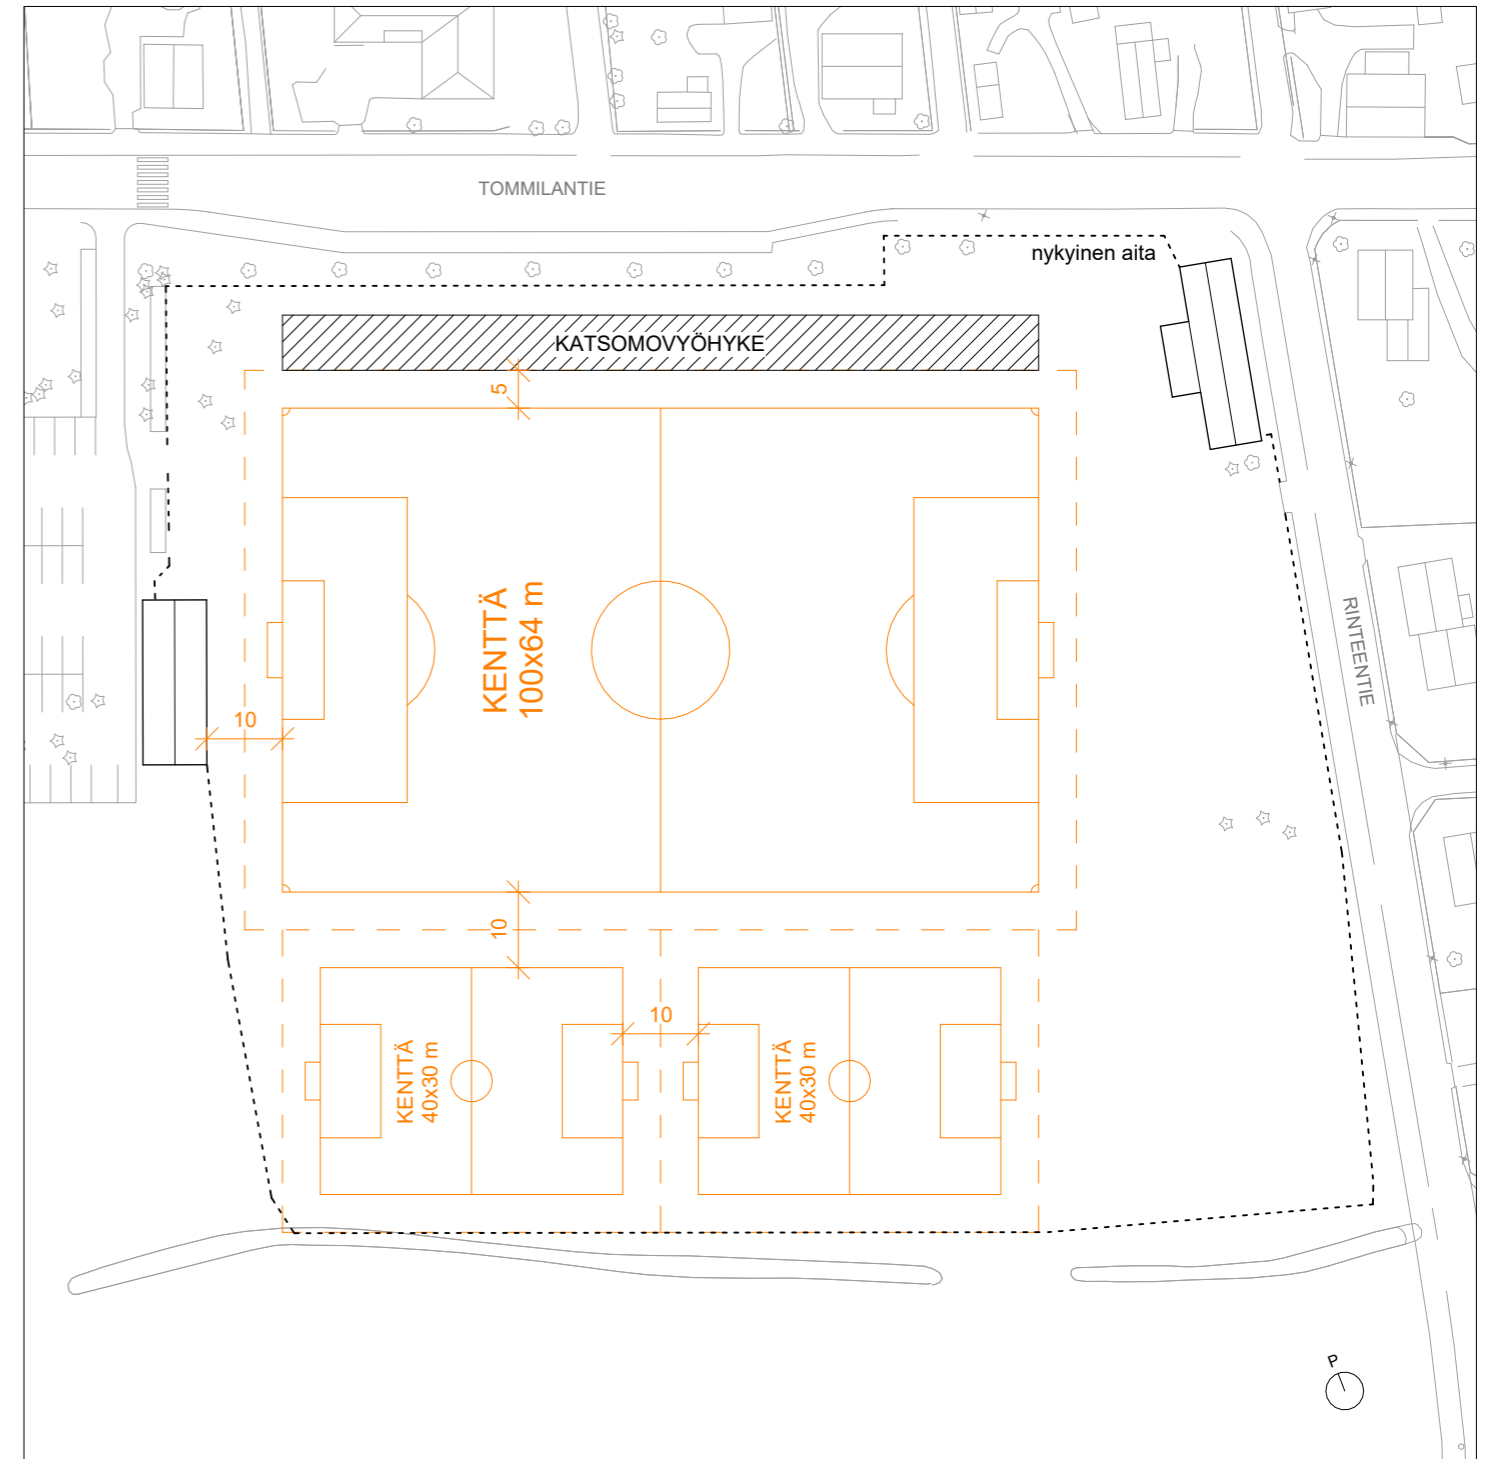 TOMMILANTIE
nykyinen aita
KATSOMOVYÖHYKE
5
KENTTÄ
100x64 m
RINTEENTIE
10
10
10
KENTTÄ
40x30 m
KENTTÄ
40x30 m
P